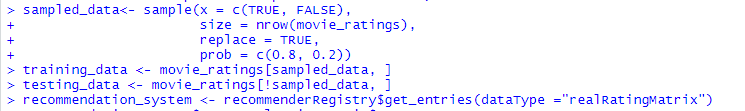 > sampled_data<- sample(x = c(TRUE, FALSE),
+ size = nrow(movie_ratings),
+ replace = TRUE,
+ prob = c(0.8, 0.2))
> training_data <- movie_ratings[sampled_data, ]
> testing_data <- movie_ratings[!sampled_data, ]
> recommendation_system <- recommenderRegistry$get_entries(dataType ="realRatingMatrix")